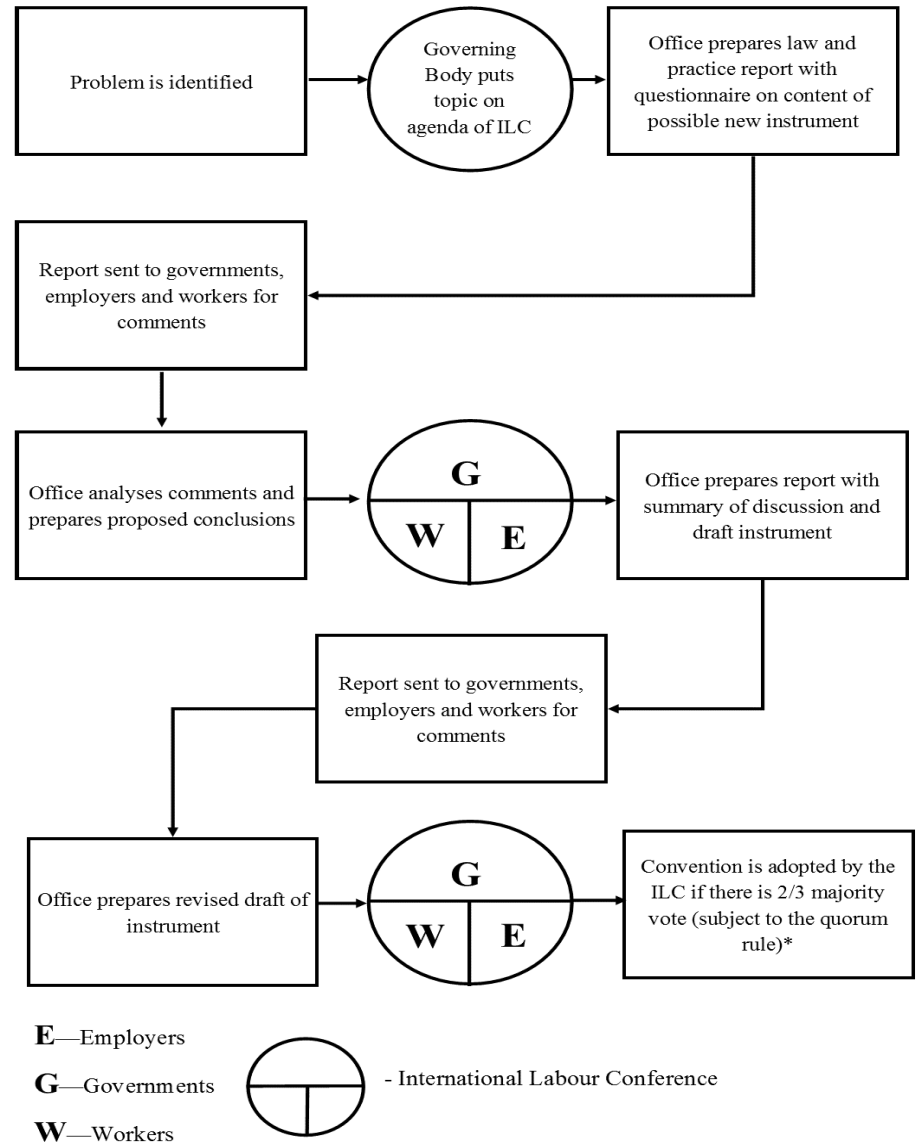 Problem is identified
Governing
Body puts
topic on
agenda of ILC
Office prepares law and
practice report with
questionnaire on content of
possible new instrument
Report sent to governments,
employers and workers for
comments
Office analyses comments and
prepares proposed conclusions
G
W E
Office prepares report with
summary of discussion and
draft instrument
Report sent to governments,
employers and workers for
comments
Office prepares revised draft of
instrument
G
W E
Convention is adopted by the
ILC if there is 2/3 majority
vote (subject to the quorum
rule)*
E—Employers
G—Governments
W—Workers
- International Labour Conference